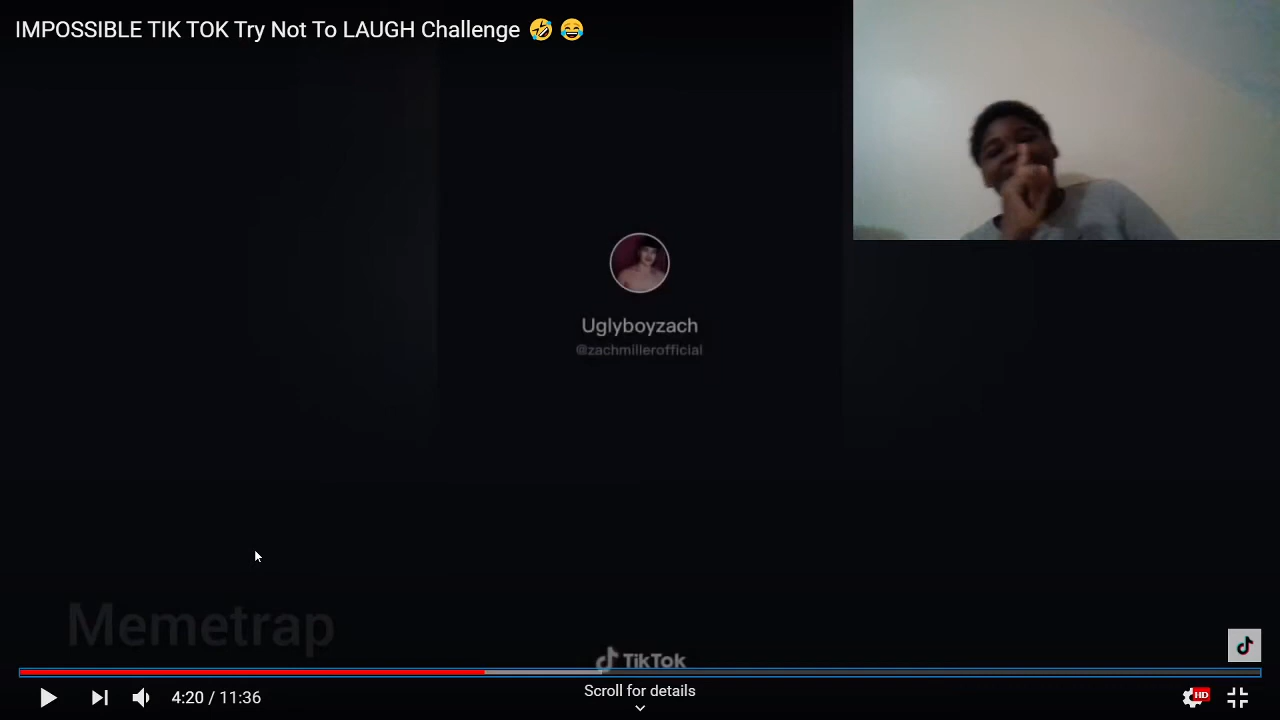 IMPOSSIBLE TIK TOK Try Not To LAUGH Challenge 🤣 😂
Uglyboyzach
@zachmillerofficial
Memetrap
TikTok
4:20 / 11:36
Scroll for details
HD